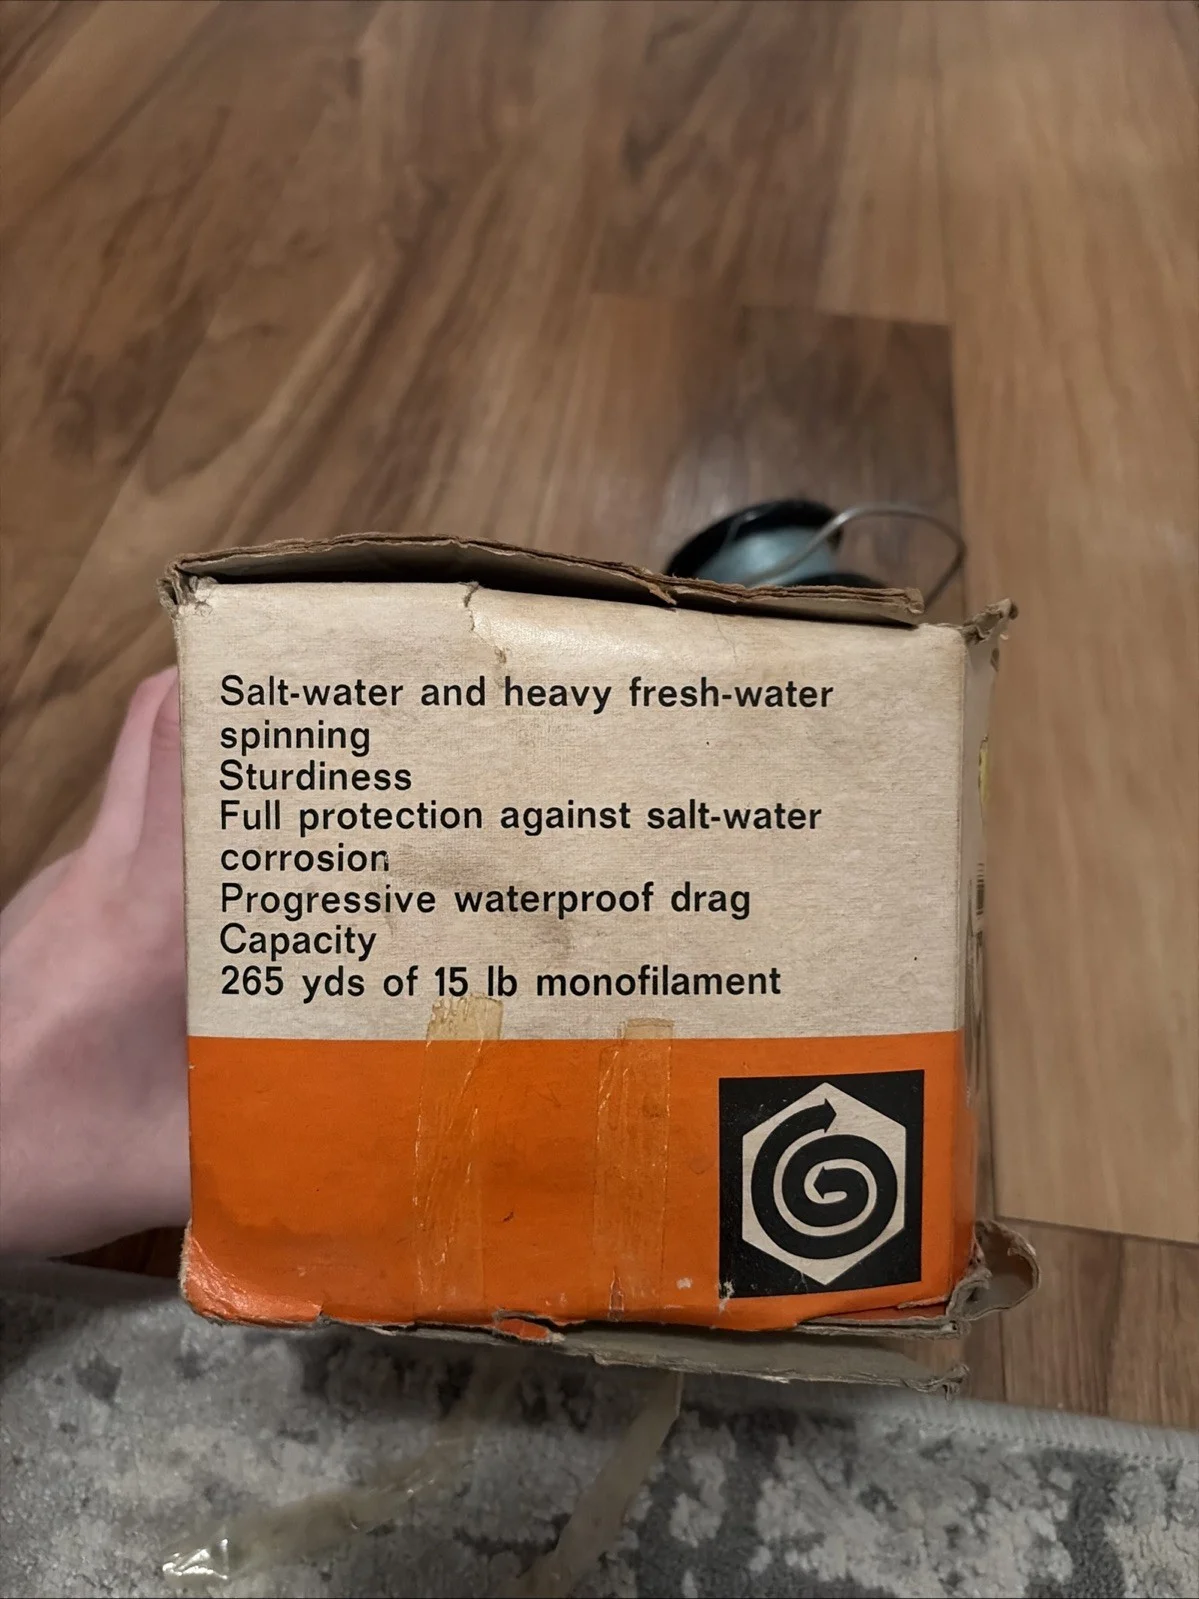 Salt-water and heavy fresh-water
spinning
Sturdiness
Full protection against salt-water
corrosion
Progressive waterproof drag
Capacity
265 yds of 15 lb monofilament